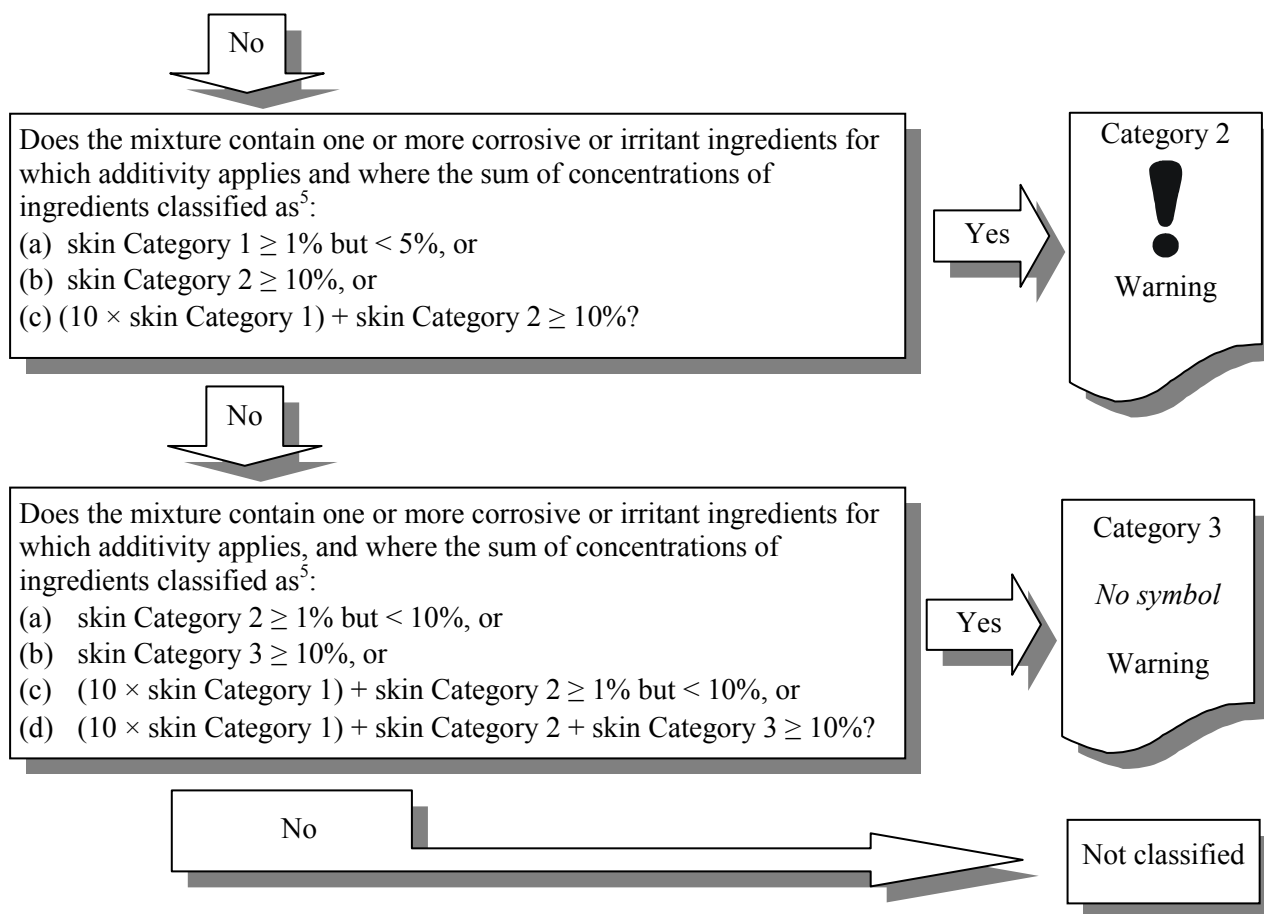 No
Does the mixture contain one or more corrosive or irritant ingredients for
which additivity applies and where the sum of concentrations of
ingredients classified as⁵:
(a) skin Category 1 ≥ 1% but < 5%, or
(b) skin Category 2 ≥ 10%, or
(c) (10 × skin Category 1) + skin Category 2 ≥ 10%?
Yes
Category 2
Warning
No
Does the mixture contain one or more corrosive or irritant ingredients for
which additivity applies, and where the sum of concentrations of
ingredients classified as⁵:
(a) skin Category 2 ≥ 1% but < 10%, or
(b) skin Category 3 ≥ 10%, or
(c) (10 × skin Category 1) + skin Category 2 ≥ 1% but < 10%, or
(d) (10 × skin Category 1) + skin Category 2 + skin Category 3 ≥ 10%?
Yes
Category 3
No symbol
Warning
No
Not classified